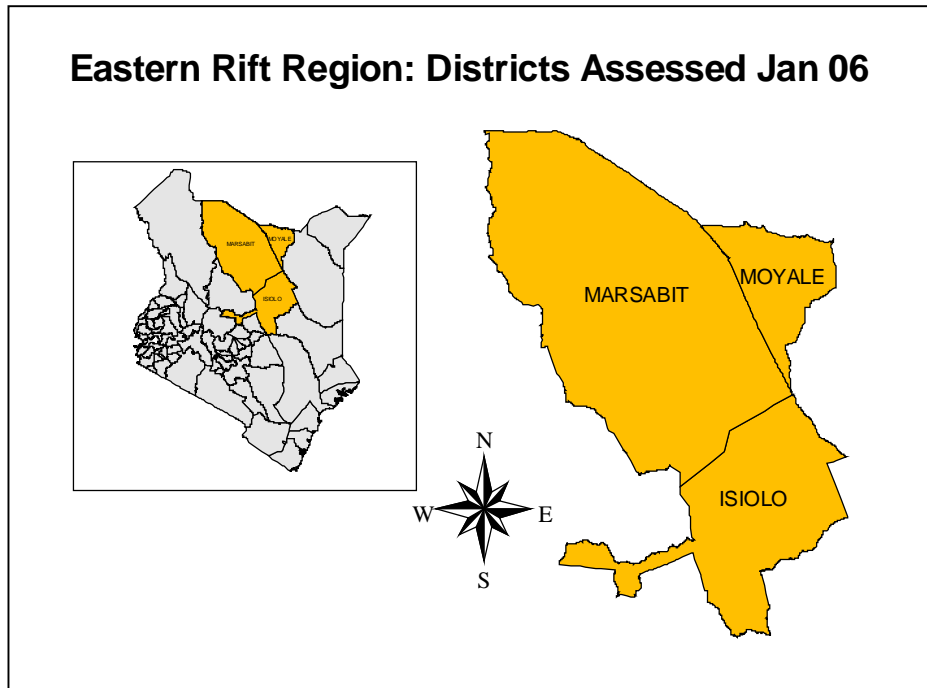 Eastern Rift Region: Districts Assessed Jan 06
MARSABIT
MOYALE
ISIOLO
MARSABIT
MOYALE
ISIOLO
N
W
E
S